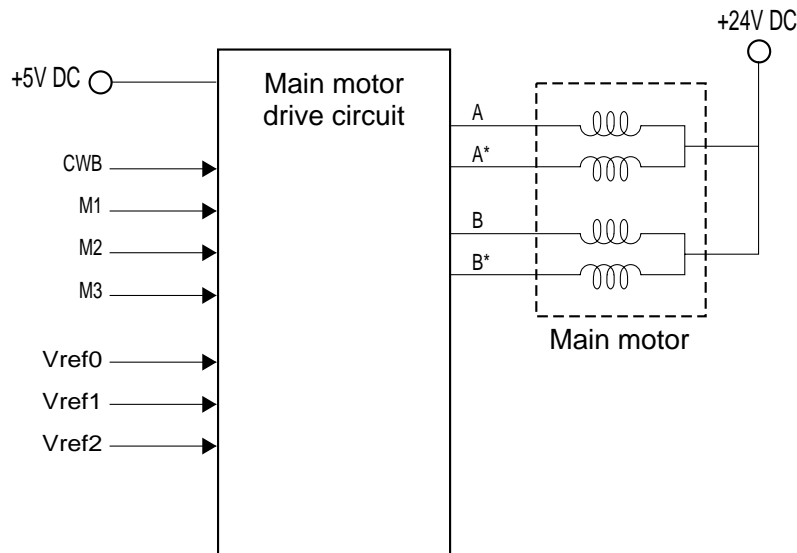 +24V DC
+5V DC
Main motor
drive circuit
A
A*
B
B*
CWB
M1
M2
M3
Vref0
Vref1
Vref2
Main motor